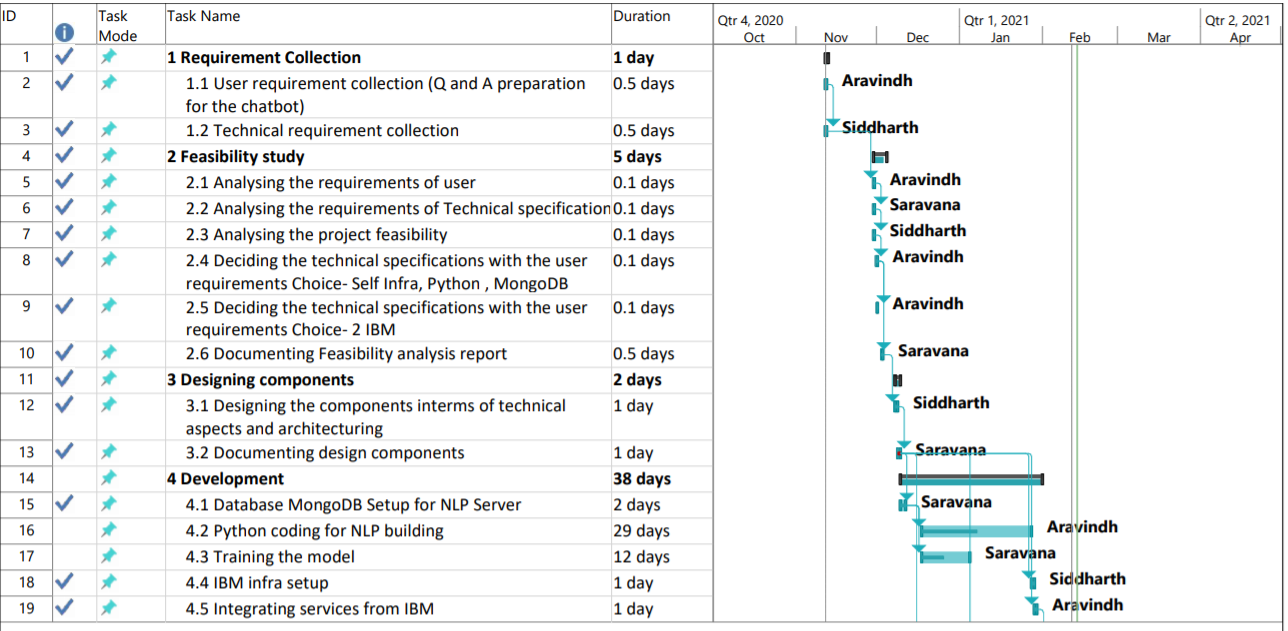 ID Task Mode Task Name Duration Qtr 4, 2020 Qtr 1, 2021 Qtr 2, 2021
Oct Nov Dec Jan Feb Mar Apr
1 1 Requirement Collection 1 day
2 1.1 User requirement collection (Q and A preparation 0.5 days Aravindh
for the chatbot)
3 1.2 Technical requirement collection 0.5 days Siddharth
4 2 Feasibility study 5 days
5 2.1 Analysing the requirements of user 0.1 days Aravindh
6 2.2 Analysing the requirements of Technical specification 0.1 days Saravana
7 2.3 Analysing the project feasibility 0.1 days Siddharth
8 2.4 Deciding the technical specifications with the user 0.1 days Aravindh
requirements Choice- Self Infra, Python , MongoDB
9 2.5 Deciding the technical specifications with the user 0.1 days Aravindh
requirements Choice- 2 IBM
10 2.6 Documenting Feasibility analysis report 0.5 days Saravana
11 3 Designing components 2 days
12 3.1 Designing the components interms of technical 1 day Siddharth
aspects and architecturing
13 3.2 Documenting design components 1 day Saravana
14 4 Development 38 days
15 4.1 Database MongoDB Setup for NLP Server 2 days Saravana
16 4.2 Python coding for NLP building 29 days Aravindh
17 4.3 Training the model 12 days Saravana
18 4.4 IBM infra setup 1 day Siddharth
19 4.5 Integrating services from IBM 1 day Aravindh